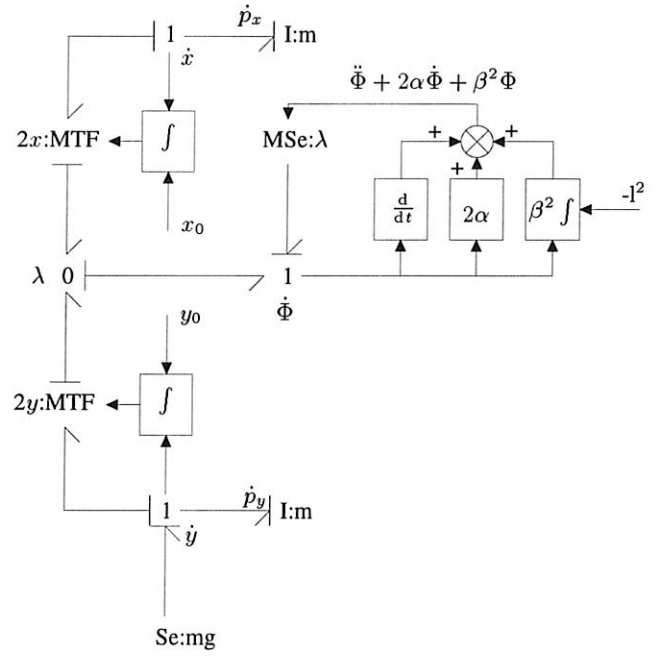 1
ṗₓ
I:m
ẋ
Φ̈ + 2αΦ̇ + β²Φ
2x:MTF
∫
MSe:λ
+
+
+
x₀
d/dt
2α
β² ∫
-l²
λ 0
1
Φ̇
y₀
2y:MTF
∫
1
ṗᵧ
I:m
ẏ
Se:mg